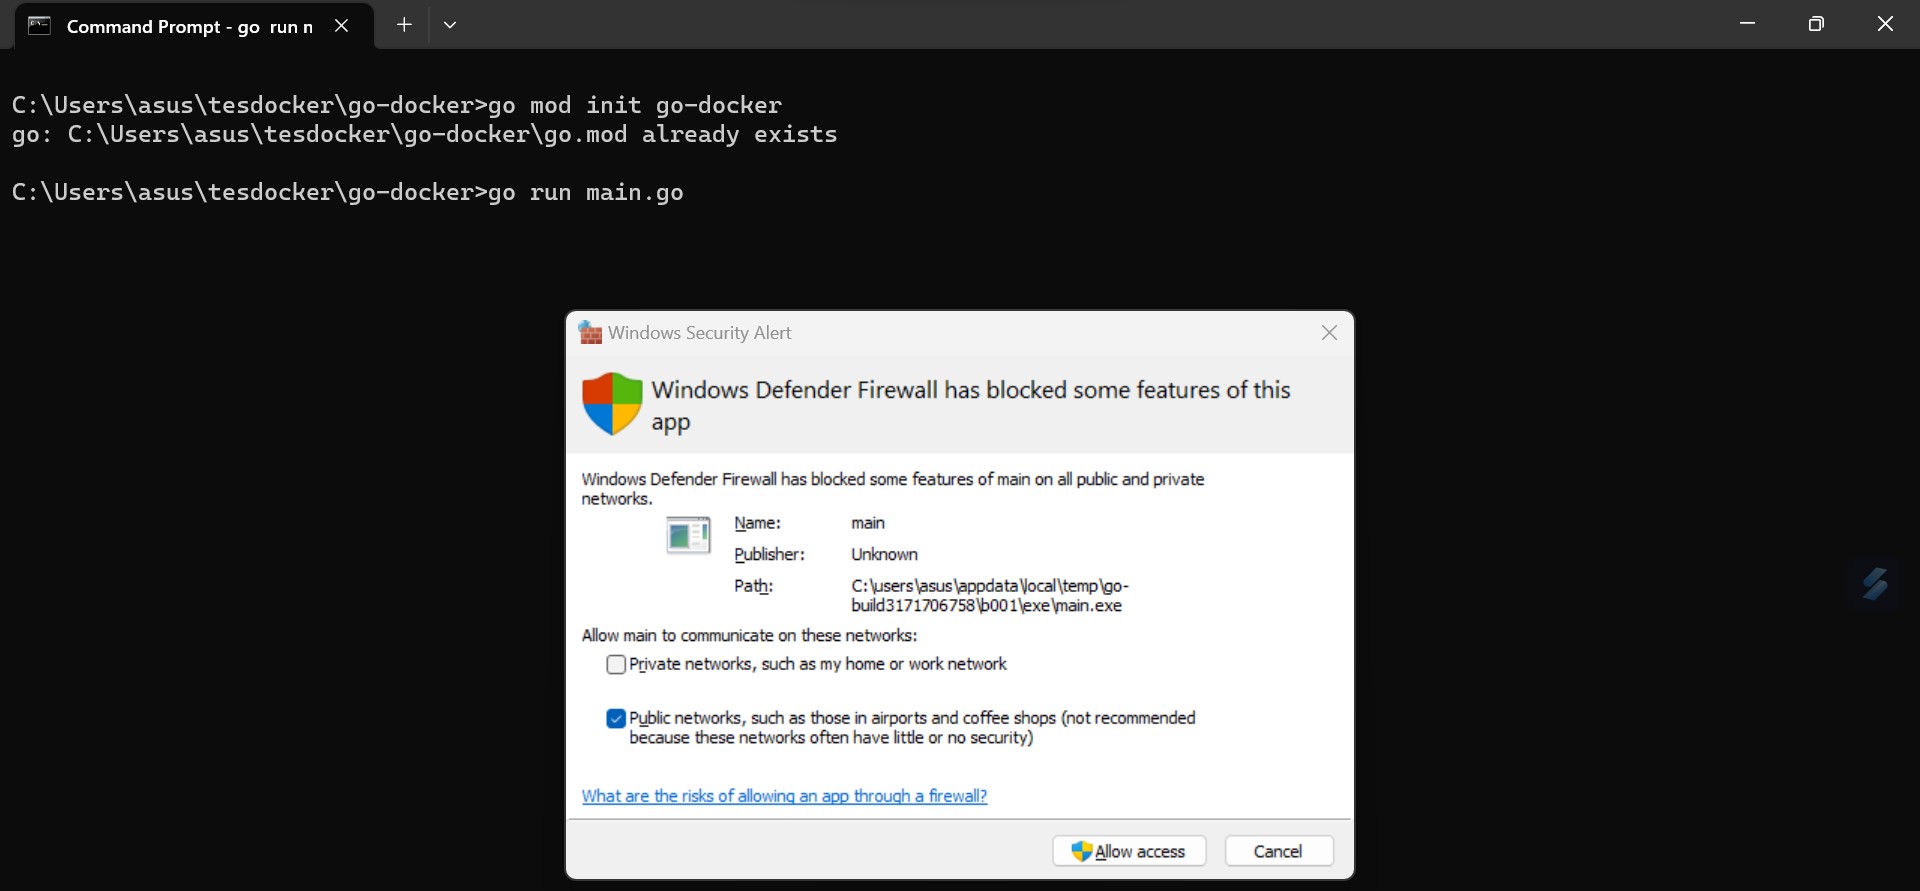 Command Prompt - go  run n
C:\Users\asus\tesdocker\go-docker>go mod init go-docker
go: C:\Users\asus\tesdocker\go-docker\go.mod already exists
C:\Users\asus\tesdocker\go-docker>go run main.go
Windows Security Alert
Windows Defender Firewall has blocked some features of this
app
Windows Defender Firewall has blocked some features of main on all public and private
networks.
Name: main
Publisher: Unknown
Path: C:\users\asus\appdata\local\temp\go-
build3171706758\b001\exe\main.exe
Allow main to communicate on these networks:
Private networks, such as my home or work network
Public networks, such as those in airports and coffee shops (not recommended
because these networks often have little or no security)
What are the risks of allowing an app through a firewall?
Allow access Cancel